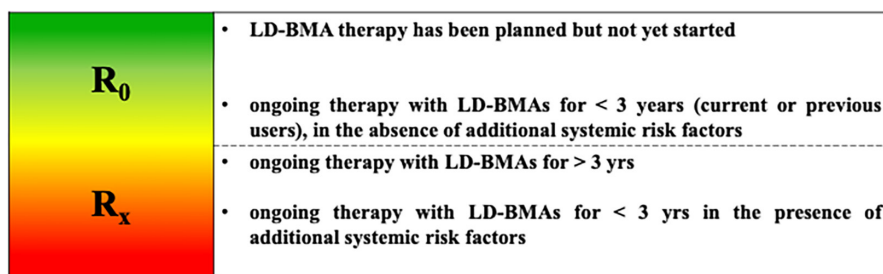 R0
• LD-BMA therapy has been planned but not yet started
• ongoing therapy with LD-BMAs for < 3 years (current or previous
users), in the absence of additional systemic risk factors
Rx
• ongoing therapy with LD-BMAs for > 3 yrs
• ongoing therapy with LD-BMAs for < 3 yrs in the presence of
additional systemic risk factors